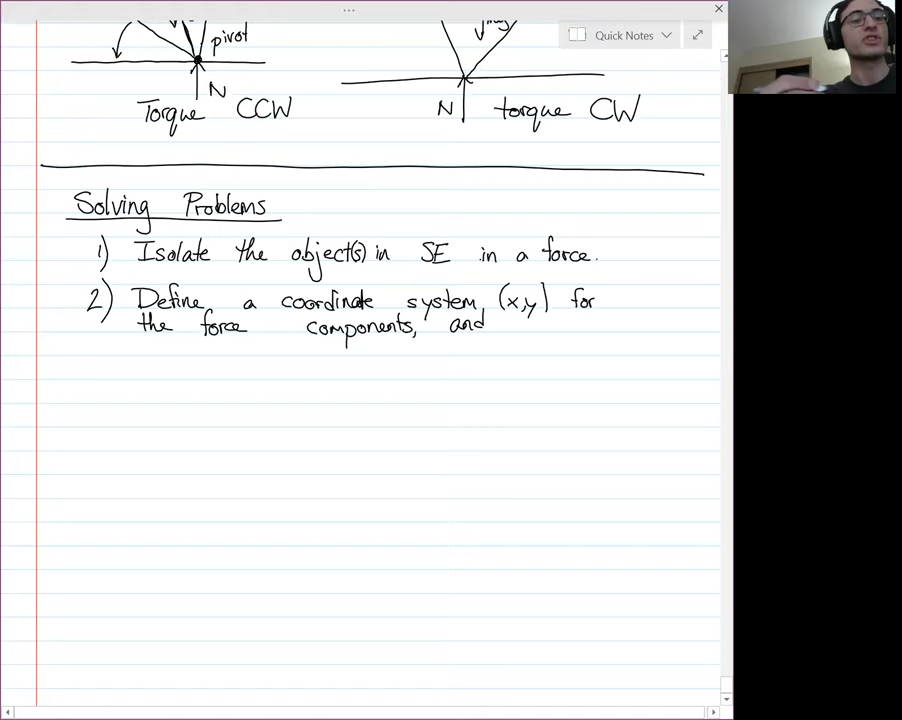 Quick Notes
pivot
N
Torque CCW
mg
N torque CW
Solving Problems
1) Isolate the object(s) in SE in a force.
2) Define a coordinate system (x,y) for
the force components, and